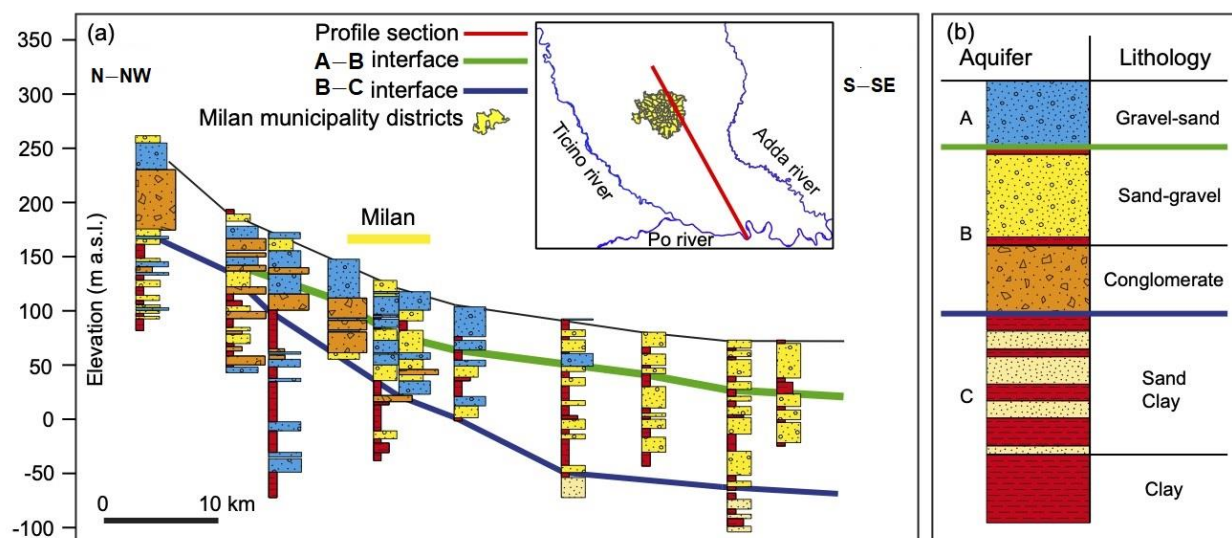 (a)
Profile section
A–B interface
B–C interface
Milan municipality districts
N–NW
S–SE
Ticino river
Adda river
Po river
Milan
Elevation (m a.s.l.)
350
300
250
200
150
100
50
0
-50
-100
0 10 km
(b)
Aquifer Lithology
A Gravel-sand
B Sand-gravel
Conglomerate
C Sand
Clay
Clay